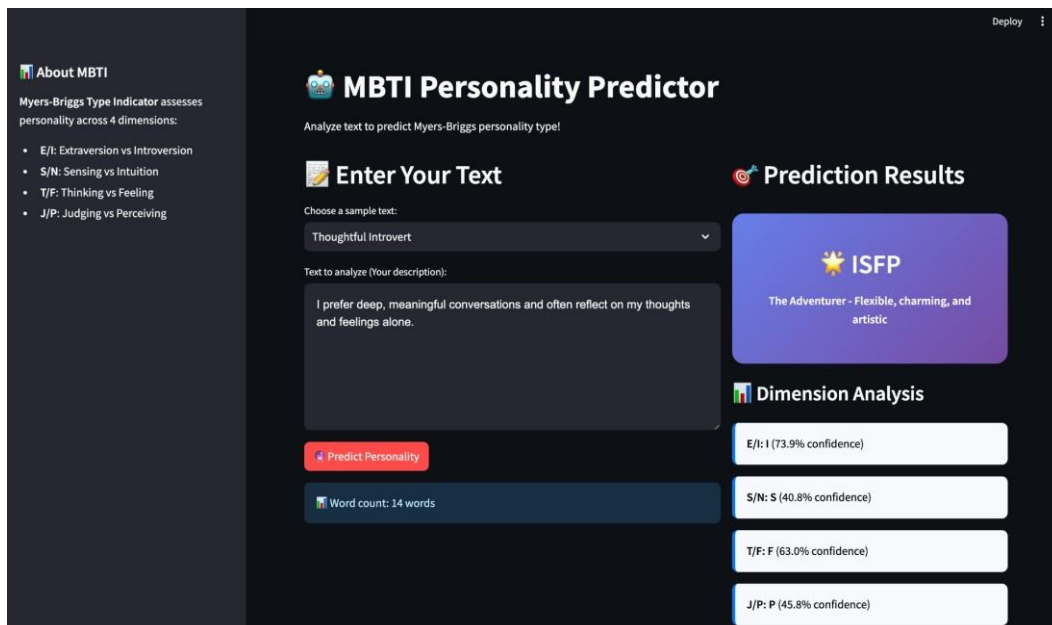 Deploy
About MBTI
Myers-Briggs Type Indicator assesses
personality across 4 dimensions:
• E/I: Extraversion vs Introversion
• S/N: Sensing vs Intuition
• T/F: Thinking vs Feeling
• J/P: Judging vs Perceiving
MBTI Personality Predictor
Analyze text to predict Myers-Briggs personality type!
Enter Your Text
Choose a sample text:
Thoughtful Introvert
Text to analyze (Your description):
I prefer deep, meaningful conversations and often reflect on my thoughts
and feelings alone.
Predict Personality
Word count: 14 words
Prediction Results
ISFP
The Adventurer - Flexible, charming, and
artistic
Dimension Analysis
E/I: I (73.9% confidence)
S/N: S (40.8% confidence)
T/F: F (63.0% confidence)
J/P: P (45.8% confidence)